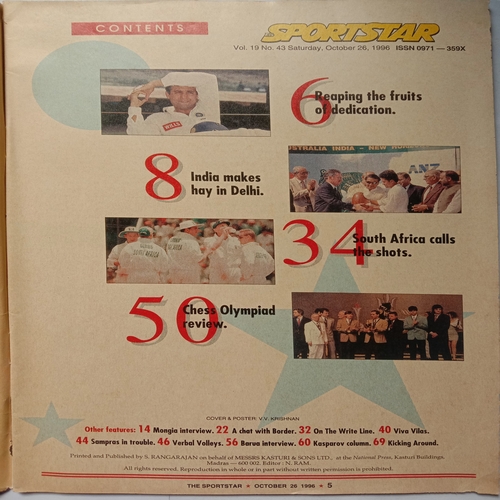 CONTENTS
SPORTSTAR
Vol. 19 No. 43 Saturday, October 26, 1996 ISSN 0971 — 359X
6 Reaping the fruits
of dedication.
8 India makes
hay in Delhi.
USTRALIA INDIA - NEW
ANZ
34 South Africa calls
the shots.
50 Chess Olympiad
review.
COVER & POSTER: V.V. KRISHNAN
Other features: 14 Mongia interview. 22 A chat with Border. 32 On The Write Line. 40 Viva Vilas.
44 Sampras in trouble. 46 Verbal Volleys. 56 Barua interview. 60 Kasparov column. 69 Kicking Around.
Printed and Published by S. RANGARAJAN on behalf of MESSRS KASTURI & SONS LTD., at the National Press, Kasturi Buildings,
Madras — 600 002. Editor : N. RAM.
All rights reserved. Reproduction in whole or in part without written permission is prohibited.
THE SPORTSTAR ★ OCTOBER 26 1996 ★ 5